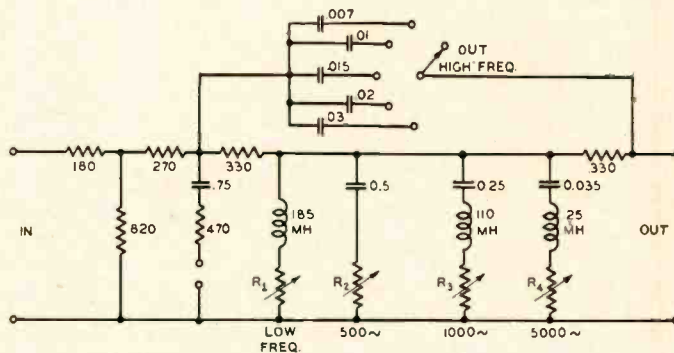 .007
.01
.015
.02
.03
OUT
HIGH FREQ.
180
270
330
330
.75
0.5
0.25
0.035
IN
820
470
185
MH
110
MH
25
MH
OUT
R1
R2
R3
R4
LOW
FREQ.
500~
1000~
5000~